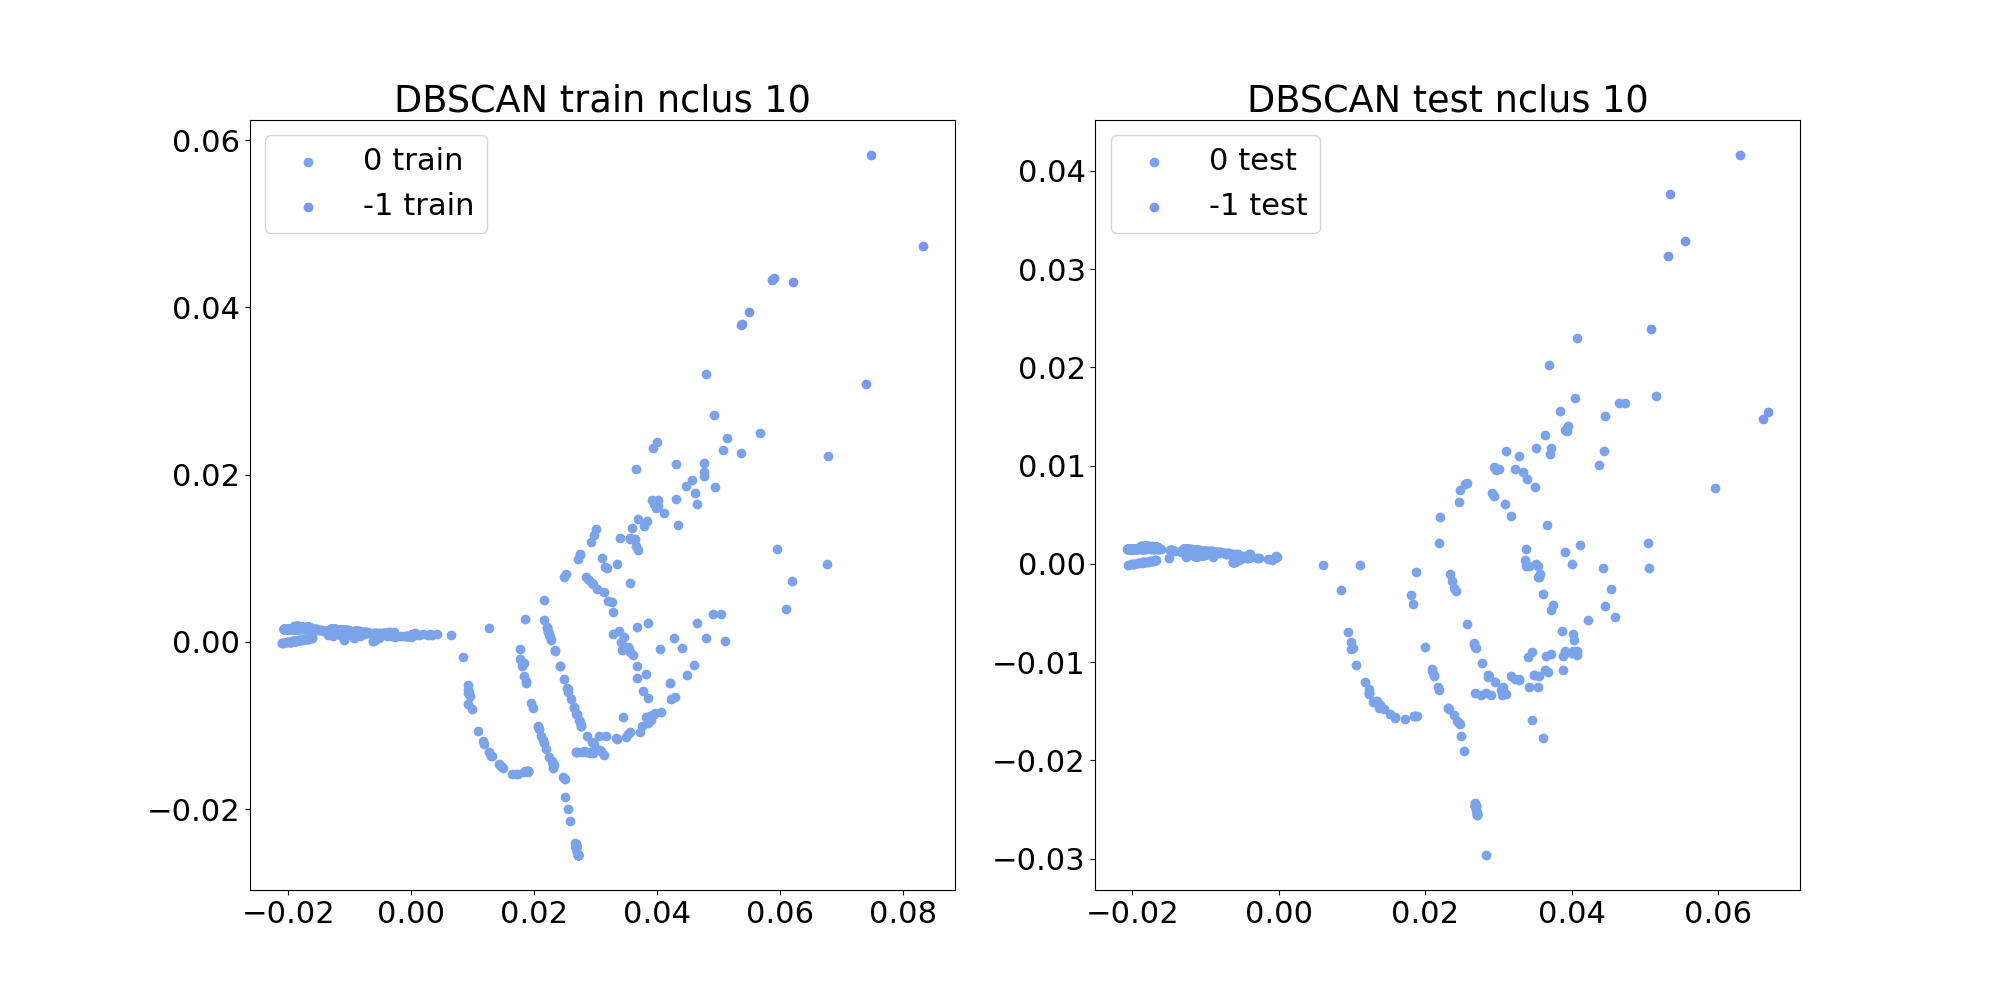 DBSCAN train nclus 10
0 train
-1 train
0.06
0.04
0.02
0.00
−0.02
−0.02 0.00 0.02 0.04 0.06 0.08
DBSCAN test nclus 10
0 test
-1 test
0.04
0.03
0.02
0.01
0.00
−0.01
−0.02
−0.03
−0.02 0.00 0.02 0.04 0.06